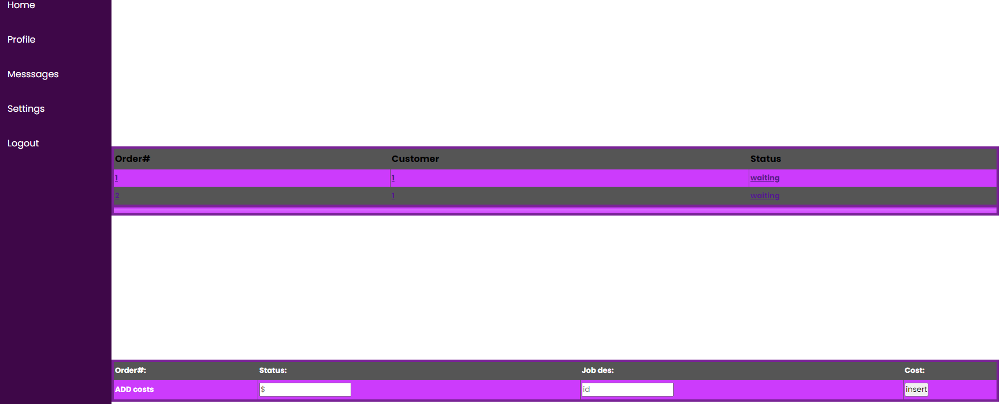 Home
Profile
Messsages
Settings
Logout
Order# Customer Status
1 1 waiting
2 1 waiting
Order#: Status: Job des: Cost:
ADD costs $ id insert